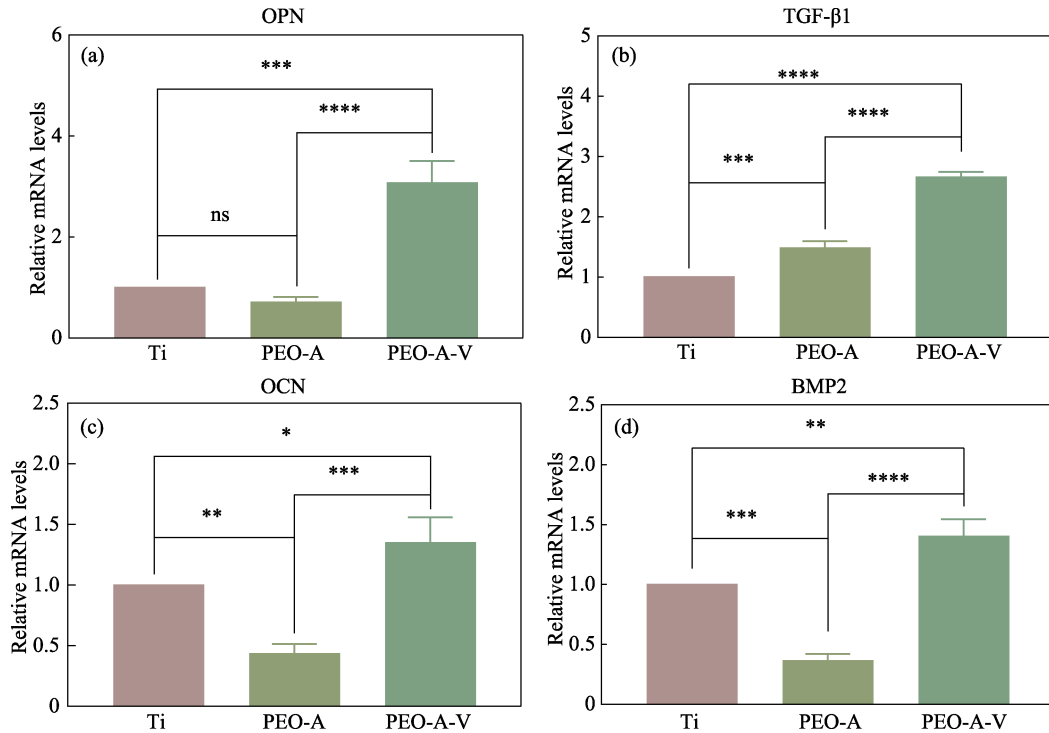 OPN
(a)
Relative mRNA levels
6
4
2
0
***
****
ns
Ti PEO-A PEO-A-V
TGF-β1
(b)
Relative mRNA levels
5
4
3
2
1
0
****
****
***
Ti PEO-A PEO-A-V
OCN
(c)
Relative mRNA levels
2.5
2.0
1.5
1.0
0.5
0
*
***
**
Ti PEO-A PEO-A-V
BMP2
(d)
Relative mRNA levels
2.5
2.0
1.5
1.0
0.5
0
**
****
***
Ti PEO-A PEO-A-V